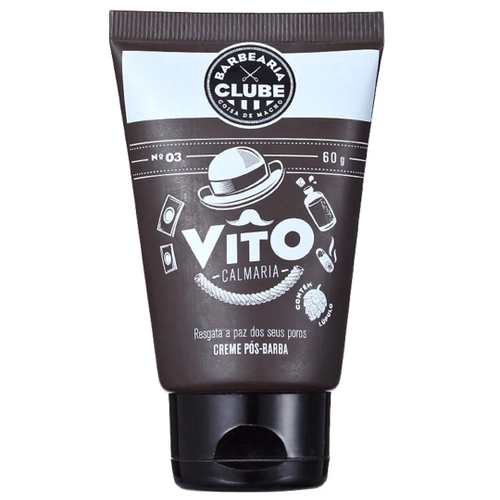 BARBEARIA
CLUBE
COISA DE MACHO
Nº 03
60 g
VITO
CALMARIA
CONTÉM
LÚPULO
Resgata a paz dos seus poros
CREME PÓS-BARBA